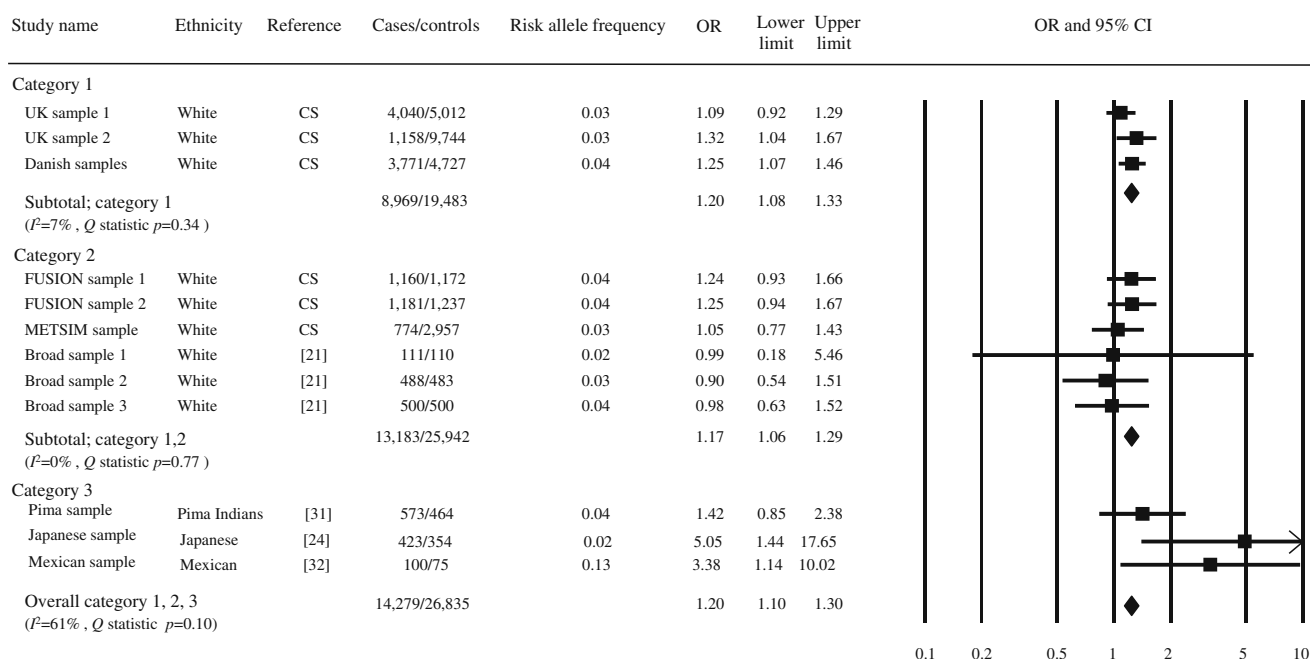 Study name Ethnicity Reference Cases/controls Risk allele frequency OR Lower limit Upper limit OR and 95% CI
Category 1
UK sample 1 White CS 4,040/5,012 0.03 1.09 0.92 1.29
UK sample 2 White CS 1,158/9,744 0.03 1.32 1.04 1.67
Danish samples White CS 3,771/4,727 0.04 1.25 1.07 1.46
Subtotal; category 1 8,969/19,483 1.20 1.08 1.33
(I²=7% , Q statistic p=0.34 )
Category 2
FUSION sample 1 White CS 1,160/1,172 0.04 1.24 0.93 1.66
FUSION sample 2 White CS 1,181/1,237 0.04 1.25 0.94 1.67
METSIM sample White CS 774/2,957 0.03 1.05 0.77 1.43
Broad sample 1 White [21] 111/110 0.02 0.99 0.18 5.46
Broad sample 2 White [21] 488/483 0.03 0.90 0.54 1.51
Broad sample 3 White [21] 500/500 0.04 0.98 0.63 1.52
Subtotal; category 1,2 13,183/25,942 1.17 1.06 1.29
(I²=0% , Q statistic p=0.77 )
Category 3
Pima sample Pima Indians [31] 573/464 0.04 1.42 0.85 2.38
Japanese sample Japanese [24] 423/354 0.02 5.05 1.44 17.65
Mexican sample Mexican [32] 100/75 0.13 3.38 1.14 10.02
Overall category 1, 2, 3 14,279/26,835 1.20 1.10 1.30
(I²=61% , Q statistic p=0.10)
0.1 0.2 0.5 1 2 5 10